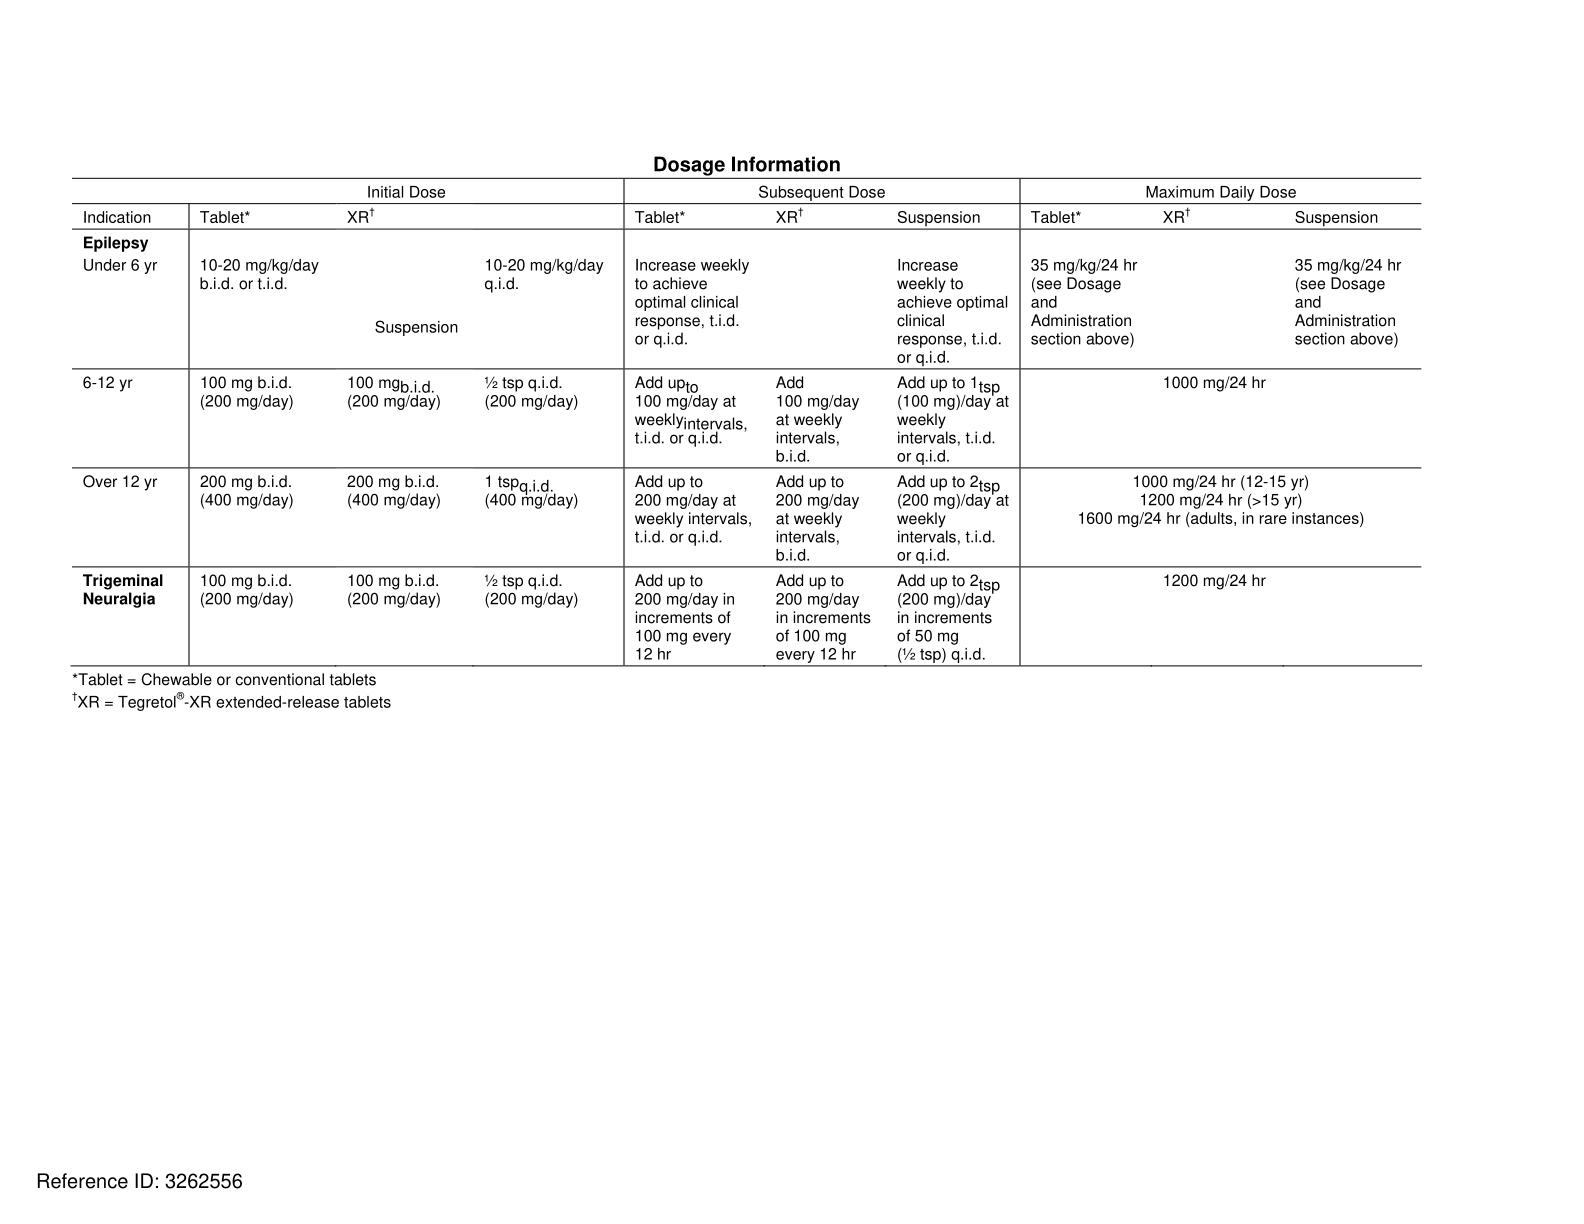 Dosage Information
Initial Dose Subsequent Dose Maximum Daily Dose
Indication Tablet* XR† Tablet* XR† Suspension Tablet* XR† Suspension
Epilepsy
Under 6 yr
10-20 mg/kg/day
b.i.d. or t.i.d.
Suspension
10-20 mg/kg/day
q.i.d.
Increase weekly
to achieve
optimal clinical
response, t.i.d.
or q.i.d.
Increase
weekly to
achieve optimal
clinical
response, t.i.d.
or q.i.d.
35 mg/kg/24 hr
(see Dosage
and
Administration
section above)
35 mg/kg/24 hr
(see Dosage
and
Administration
section above)
6-12 yr
100 mg b.i.d.
(200 mg/day)
100 mg b.i.d.
(200 mg/day)
½ tsp q.i.d.
(200 mg/day)
Add up to
100 mg/day at
weekly intervals,
t.i.d. or q.i.d.
Add
100 mg/day
at weekly
intervals,
b.i.d.
Add up to 1 tsp
(100 mg)/day at
weekly
intervals, t.i.d.
or q.i.d.
1000 mg/24 hr
Over 12 yr
200 mg b.i.d.
(400 mg/day)
200 mg b.i.d.
(400 mg/day)
1 tsp q.i.d.
(400 mg/day)
Add up to
200 mg/day at
weekly intervals,
t.i.d. or q.i.d.
Add up to
200 mg/day
at weekly
intervals,
b.i.d.
Add up to 2 tsp
(200 mg)/day at
weekly
intervals, t.i.d.
or q.i.d.
1000 mg/24 hr (12-15 yr)
1200 mg/24 hr (>15 yr)
1600 mg/24 hr (adults, in rare instances)
Trigeminal
Neuralgia
100 mg b.i.d.
(200 mg/day)
100 mg b.i.d.
(200 mg/day)
½ tsp q.i.d.
(200 mg/day)
Add up to
200 mg/day in
increments of
100 mg every
12 hr
Add up to
200 mg/day
in increments
of 100 mg
every 12 hr
Add up to 2 tsp
(200 mg)/day
in increments
of 50 mg
(½ tsp) q.i.d.
1200 mg/24 hr
*Tablet = Chewable or conventional tablets
†XR = Tegretol®-XR extended-release tablets
Reference ID: 3262556